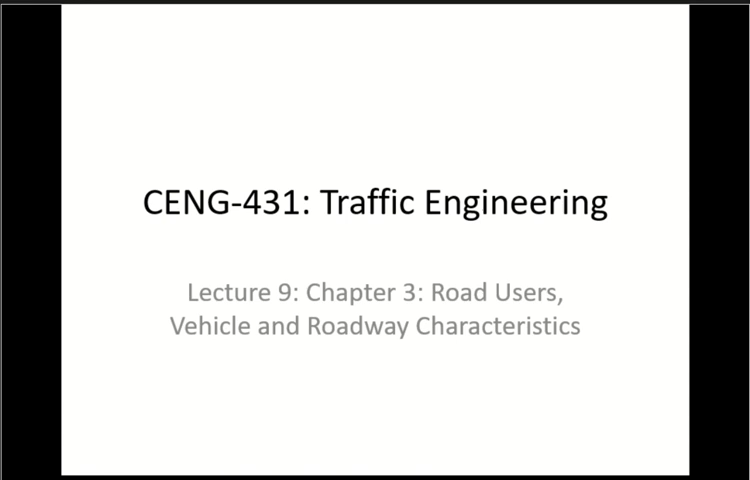 CENG-431: Traffic Engineering
Lecture 9: Chapter 3: Road Users,
Vehicle and Roadway Characteristics